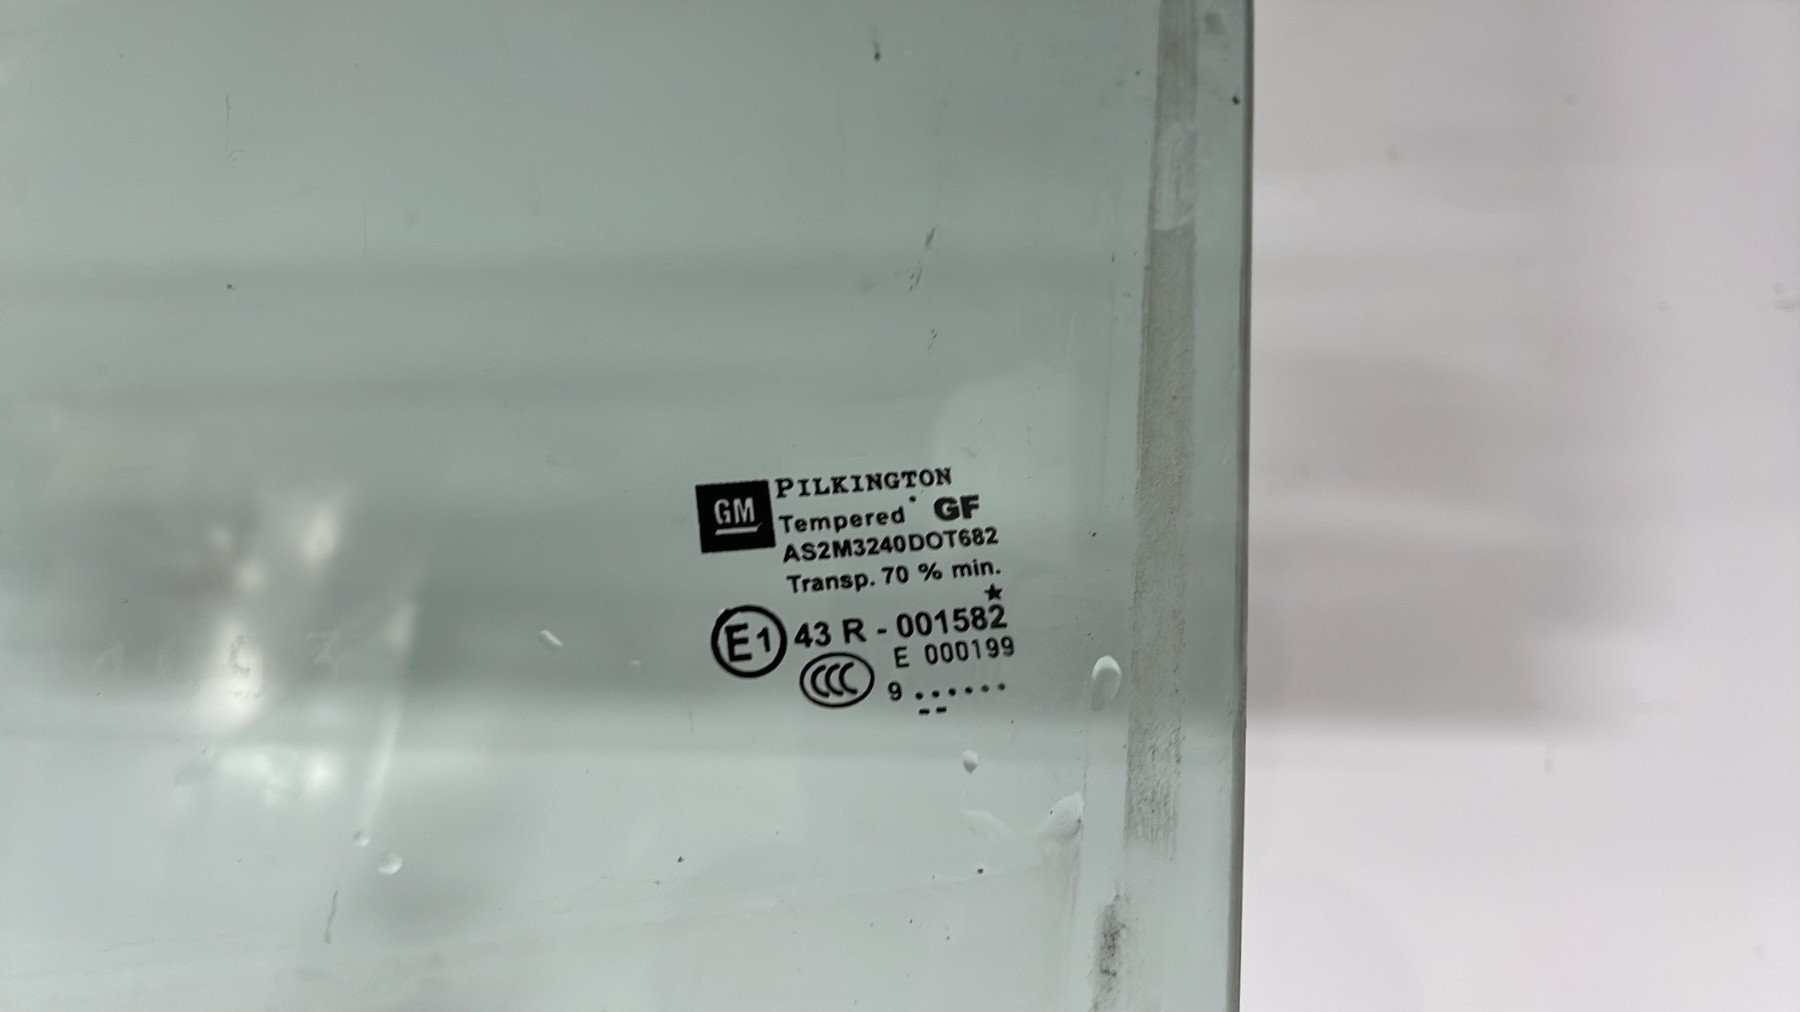 GM
PILKINGTON
Tempered GF
AS2M3240DOT682
Transp. 70 % min.
E1 43 R - 001582
CCC E 000199
9 . . . . . .
- -